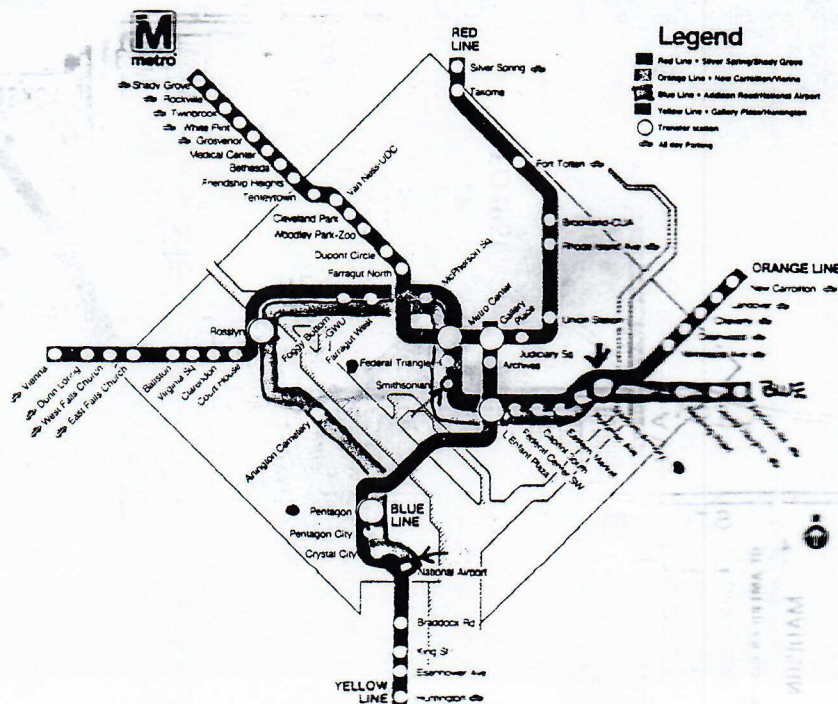 M
metro
RED
LINE
Silver Spring
Takoma
Legend
Red Line • Silver Spring/Shady Grove
Orange Line • New Carrollton/Vienna
Blue Line • Addison Road/National Airport
Yellow Line • Gallery Place/Huntington
Transfer station
All day Parking
Shady Grove
Rockville
Twinbrook
White Flint
Grosvenor
Medical Center
Bethesda
Friendship Heights
Tenleytown
Van Ness-UDC
Cleveland Park
Woodley Park-Zoo
Dupont Circle
Farragut North
McPherson Sq
Metro Center
Gallery
Place
Fort Totten
Brookland-CUA
Rhode Island Ave
Union Station
Judiciary Sq
Archives
ORANGE LINE
New Carrollton
Landover
Cheverly
Deanwood
Minnesota Ave
BLUE
Rosslyn
Foggy Bottom
GWU
Farragut West
Federal Triangle
Smithsonian
L'Enfant Plaza
Federal Center SW
Capitol South
Eastern Market
Vienna
Dunn Loring
West Falls Church
East Falls Church
Ballston
Virginia Sq
Clarendon
Court House
Arlington Cemetery
Pentagon
BLUE
LINE
Pentagon City
Crystal City
National Airport
Braddock Rd
King St
Eisenhower Ave
YELLOW
LINE
Huntington